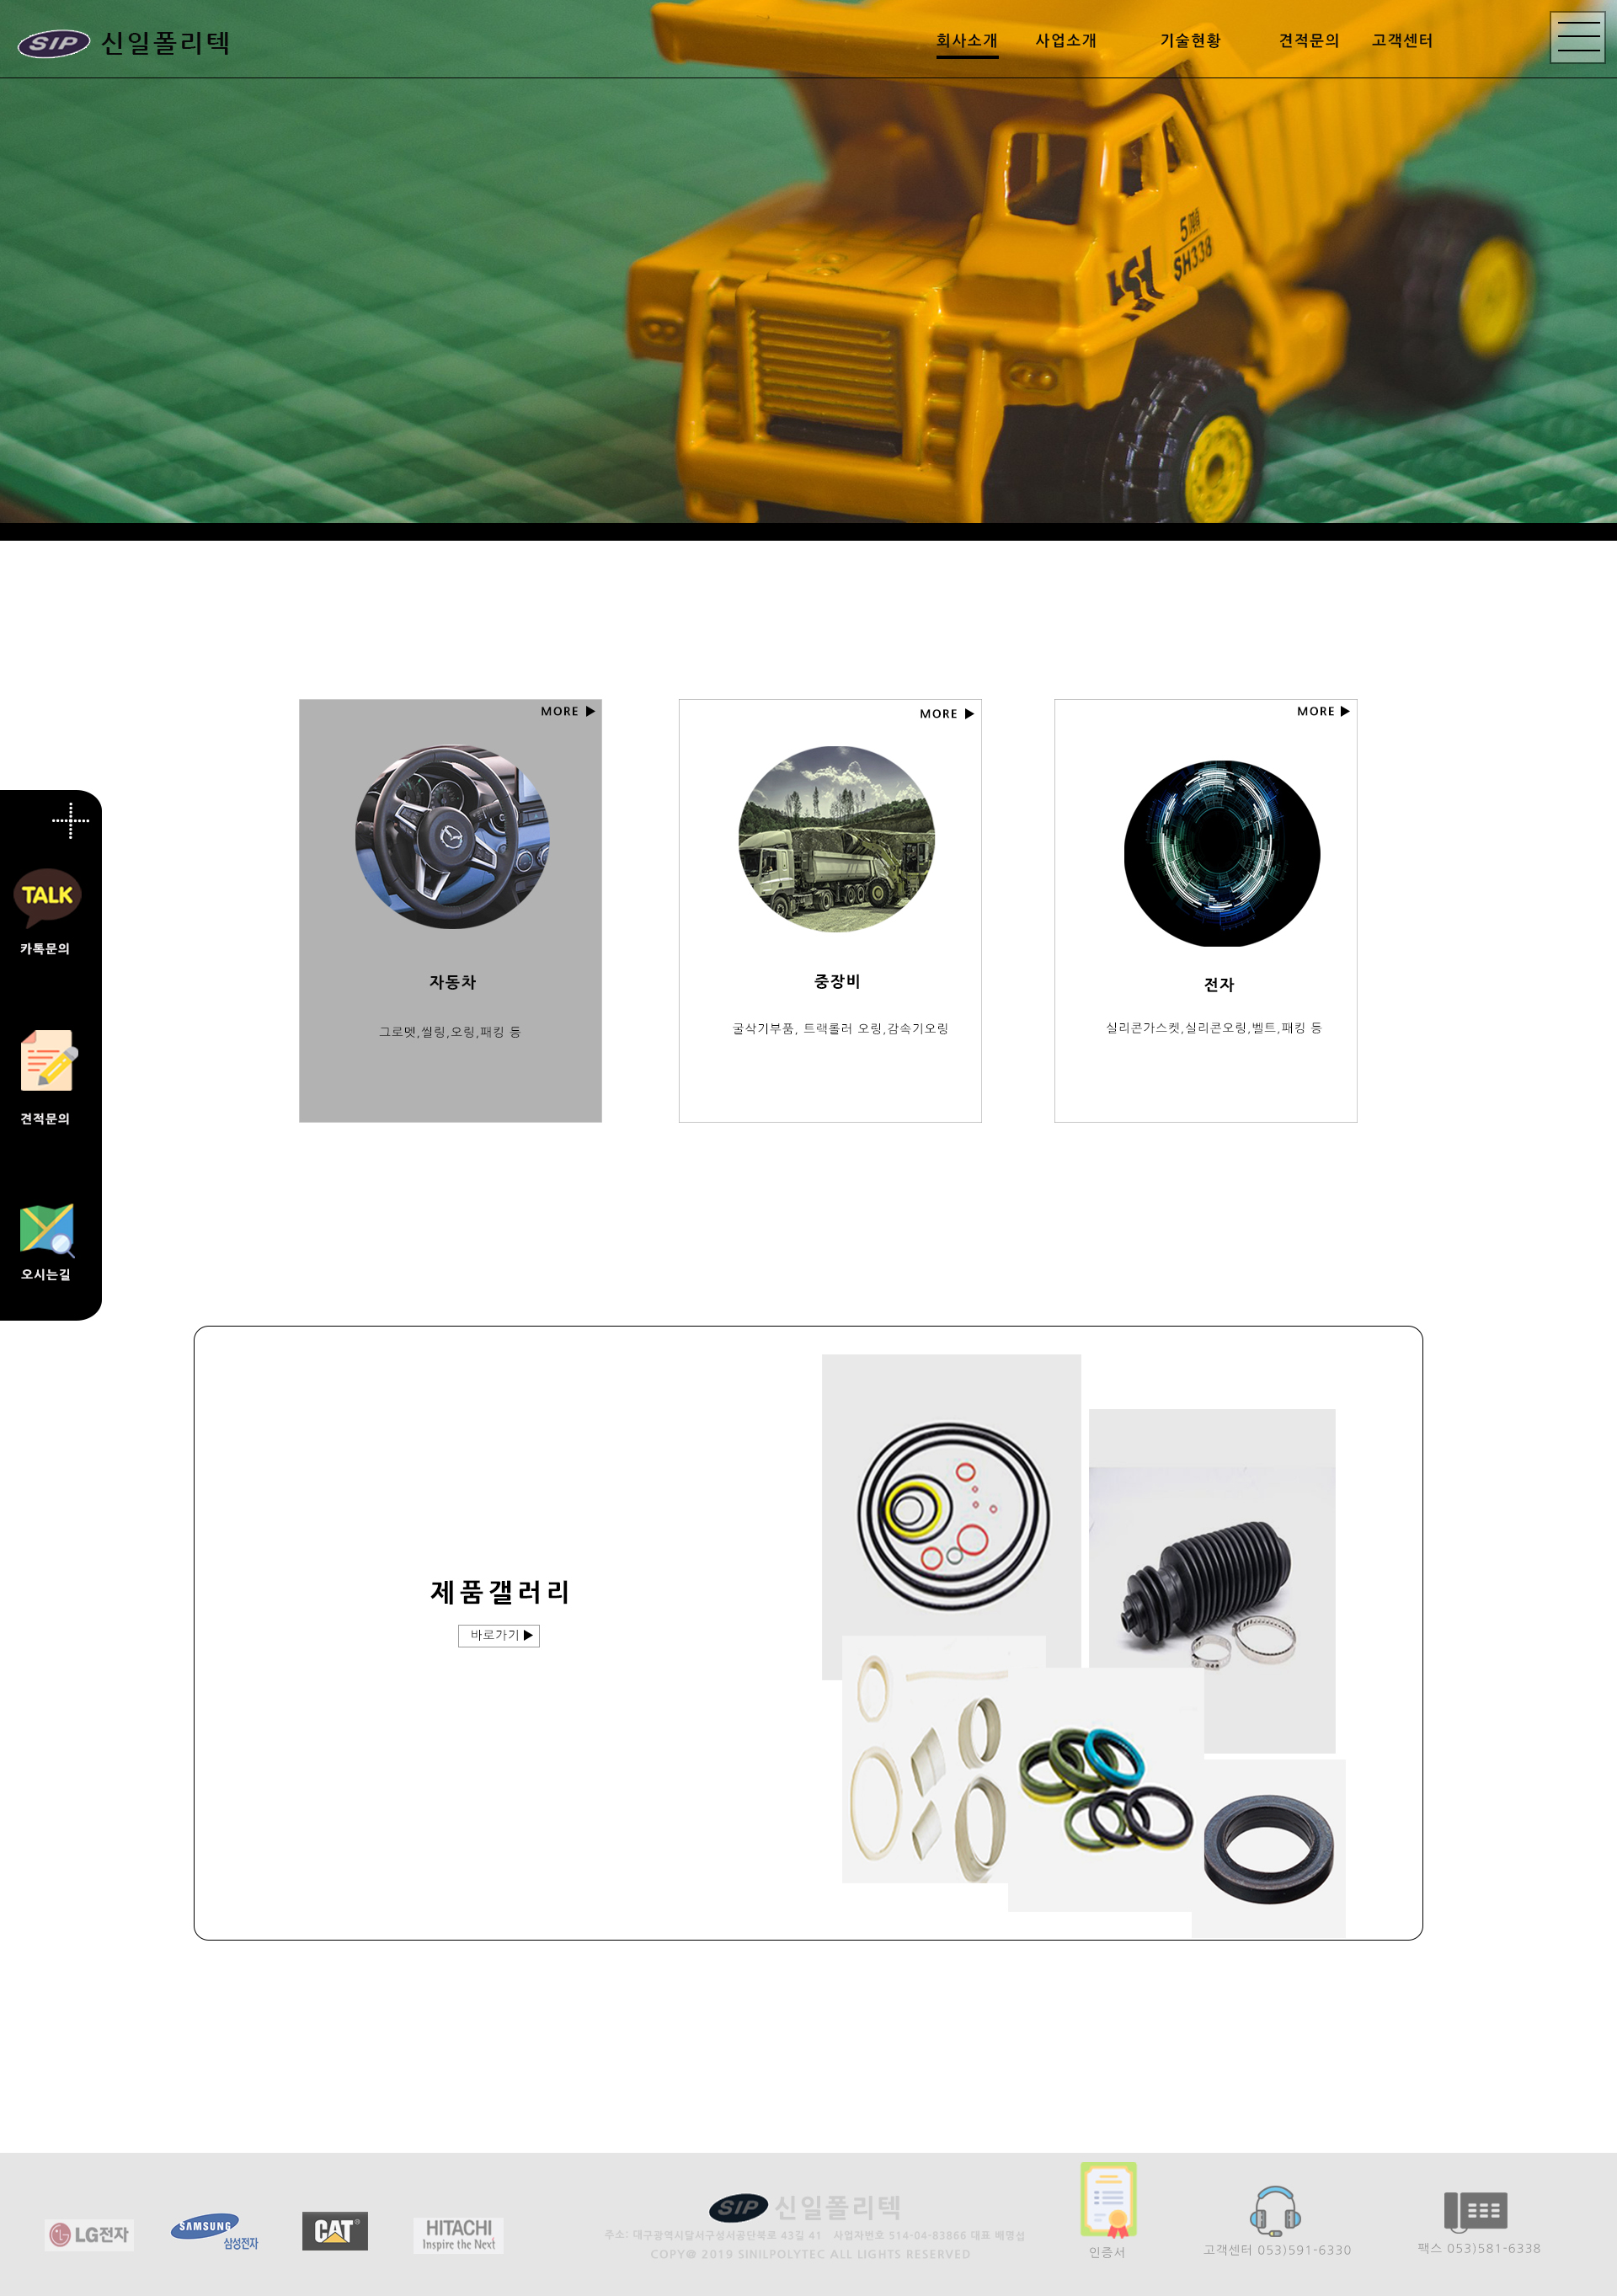 SIP 신일폴리텍
회사소개 사업소개 기술현황 견적문의 고객센터
5噸
SH338
MORE ▶
자동차
그로멧,씰링,오링,패킹 등
MORE ▶
중장비
굴삭기부품, 트랙롤러 오링,감속기오링
MORE ▶
전자
실리콘가스켓,실리콘오링,벨트,패킹 등
TALK
카톡문의
견적문의
오시는길
제품갤러리
바로가기 ▶
LG전자
SAMSUNG
삼성전자
CAT®
HITACHI
Inspire the Next
SIP 신일폴리텍
주소: 대구광역시달서구성서공단북로 43길 41 사업자번호 514-04-83866 대표 배영섭
COPY@ 2019 SINILPOLYTEC ALL LIGHTS RESERVED
인증서
고객센터 053)591-6330
팩스 053)581-6338